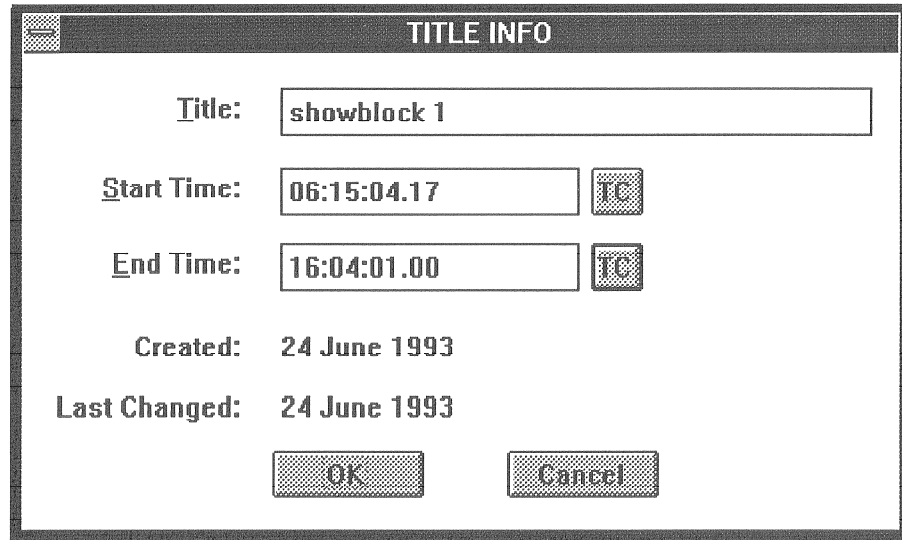 TITLE INFO
Title: showblock 1
Start Time: 06:15:04.17 TC
End Time: 16:04:01.00 TC
Created: 24 June 1993
Last Changed: 24 June 1993
OK Cancel